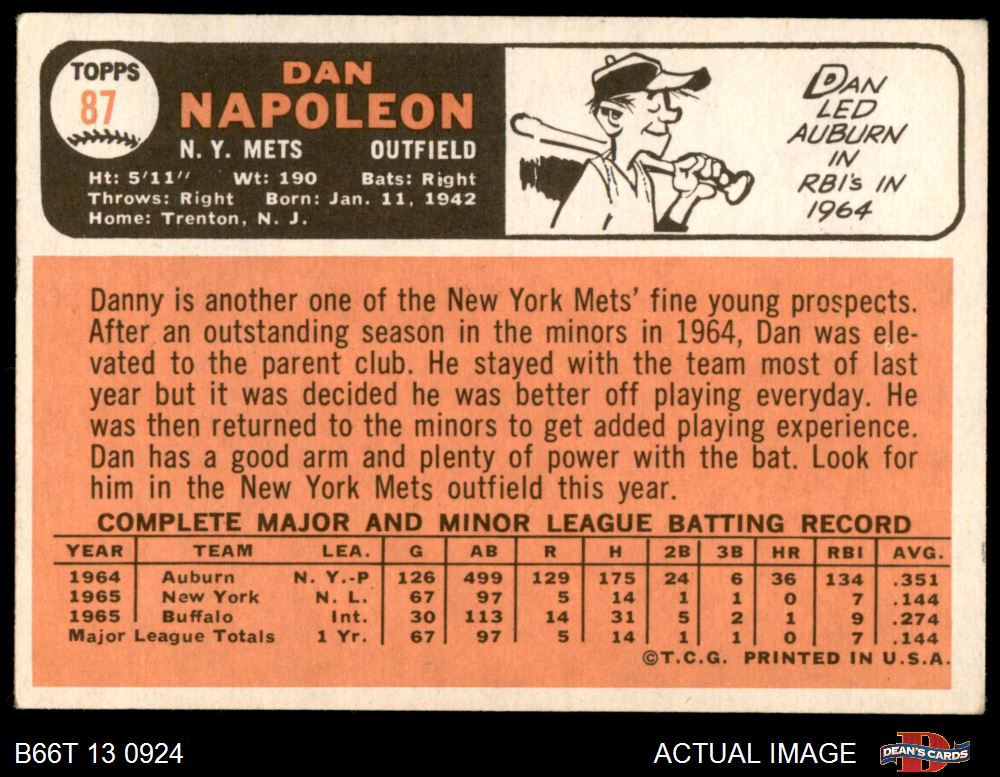 TOPPS
87
DAN
NAPOLEON
N. Y. METS OUTFIELD
Ht: 5'11" Wt: 190 Bats: Right
Throws: Right Born: Jan. 11, 1942
Home: Trenton, N. J.
DAN
LED
AUBURN
IN
RBI's IN
1964
Danny is another one of the New York Mets' fine young prospects.
After an outstanding season in the minors in 1964, Dan was ele-
vated to the parent club. He stayed with the team most of last
year but it was decided he was better off playing everyday. He
was then returned to the minors to get added playing experience.
Dan has a good arm and plenty of power with the bat. Look for
him in the New York Mets outfield this year.
COMPLETE MAJOR AND MINOR LEAGUE BATTING RECORD
YEAR TEAM LEA. G AB R H 2B 3B HR RBI AVG.
1964 Auburn N. Y.-P 126 499 129 175 24 6 36 134 .351
1965 New York N. L. 67 97 5 14 1 1 0 7 .144
1965 Buffalo Int. 30 113 14 31 5 2 1 9 .274
Major League Totals 1 Yr. 67 97 5 14 1 1 0 7 .144
©T.C.G. PRINTED IN U.S.A.
B66T 13 0924 ACTUAL IMAGE DEAN'S CARDS